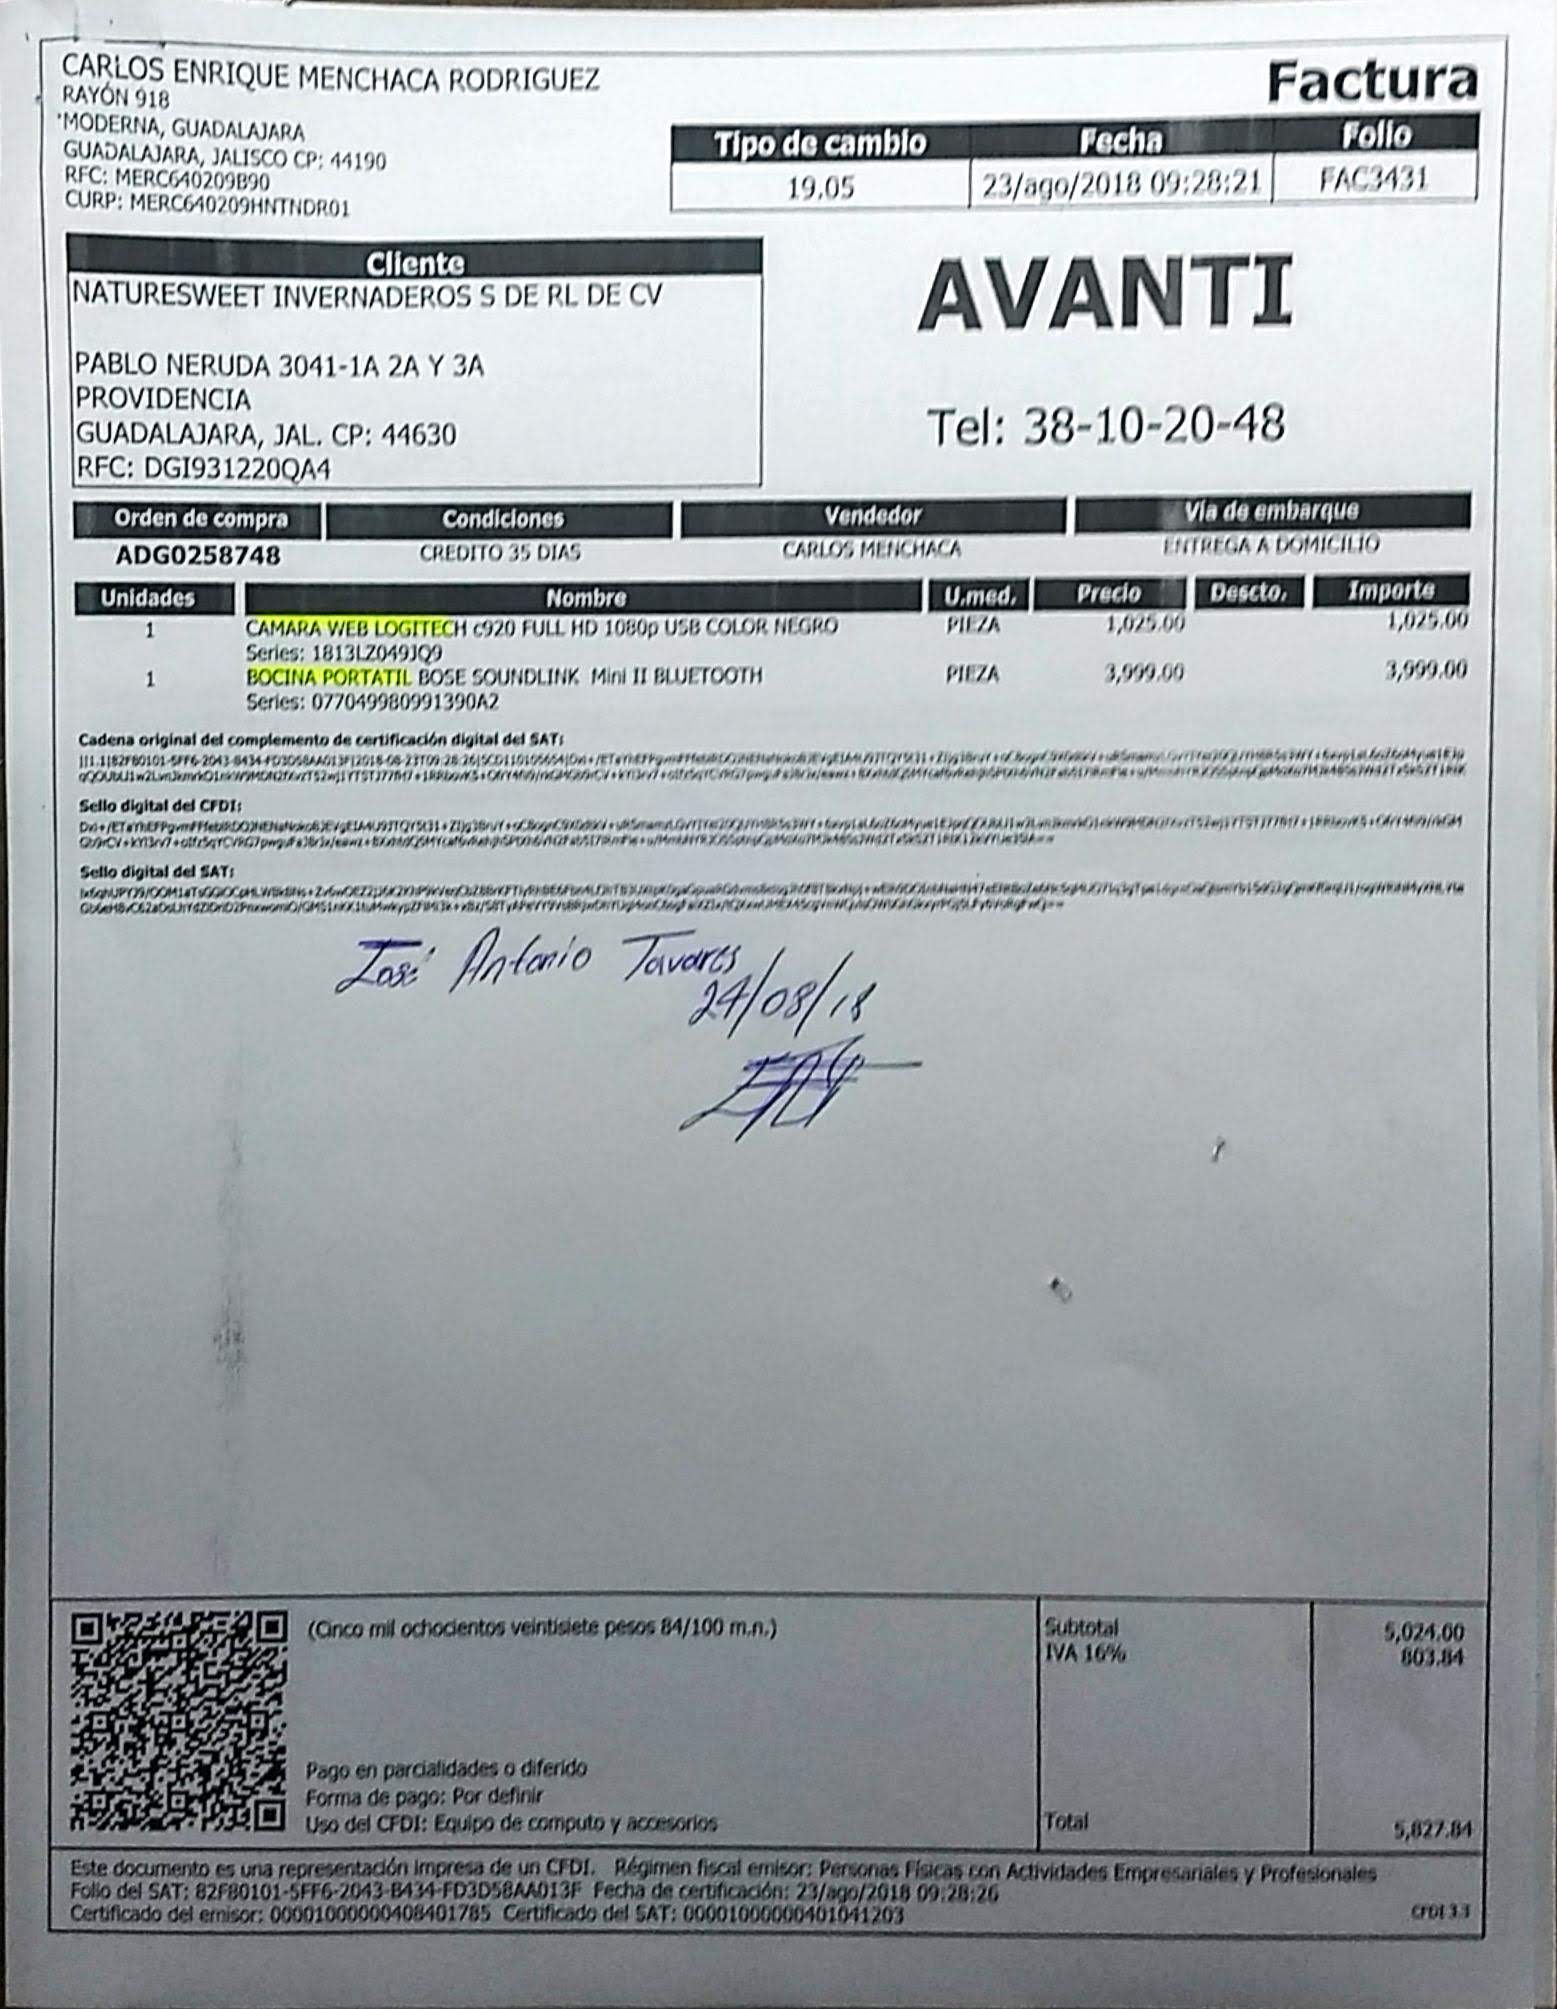 CARLOS ENRIQUE MENCHACA RODRIGUEZ
RAYÓN 918
MODERNA, GUADALAJARA
GUADALAJARA, JALISCO CP: 44190
RFC: MERC640209B90
CURP: MERC640209HNTNDR01
Factura
Tipo de cambio Fecha Folio
19.05 23/ago/2018 09:28:21 FAC3431
Cliente
NATURESWEET INVERNADEROS S DE RL DE CV
PABLO NERUDA 3041-1A 2A Y 3A
PROVIDENCIA
GUADALAJARA, JAL. CP: 44630
RFC: DGI931220QA4
AVANTI
Tel: 38-10-20-48
Orden de compra Condiciones Vendedor Vía de embarque
ADG0258748 CREDITO 35 DIAS CARLOS MENCHACA ENTREGA A DOMICILIO
Unidades Nombre U.med. Precio Descto. Importe
1 CAMARA WEB LOGITECH c920 FULL HD 1080p USB COLOR NEGRO PIEZA 1,025.00 1,025.00
Series: 1813LZ049JQ9
1 BOCINA PORTATIL BOSE SOUNDLINK Mini II BLUETOOTH PIEZA 3,999.00 3,999.00
Series: 077049980991390A2
Cadena original del complemento de certificación digital del SAT:
Sello digital del CFDI:
Sello digital del SAT:
José Antonio Tavares
24/08/18
(Cinco mil ochocientos veintisiete pesos 84/100 m.n.)
Subtotal 5,024.00
IVA 16% 803.84
Pago en parcialidades o diferido
Forma de pago: Por definir
Uso del CFDI: Equipo de computo y accesorios
Total 5,827.84
Este documento es una representación impresa de un CFDI. Régimen fiscal emisor: Personas Físicas con Actividades Empresariales y Profesionales
Folio del SAT: 82F80101-5FF6-2043-B434-FD3D58AA013F Fecha de certificación: 23/ago/2018 09:28:26
Certificado del emisor: 00001000000408401785 Certificado del SAT: 00001000000401041203
CFDI 3.3